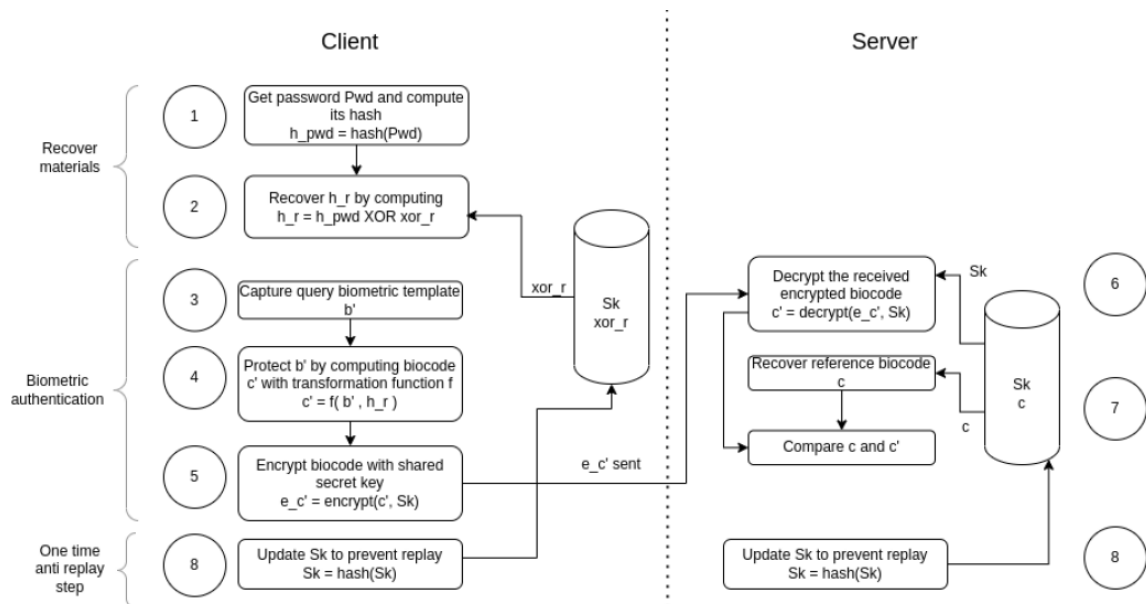 Client
Server
Recover
materials
1
Get password Pwd and compute
its hash
h_pwd = hash(Pwd)
2
Recover h_r by computing
h_r = h_pwd XOR xor_r
xor_r
Sk
xor_r
Biometric
authentication
3
Capture query biometric template
b'
4
Protect b' by computing biocode
c' with transformation function f
c' = f( b' , h_r )
5
Encrypt biocode with shared
secret key
e_c' = encrypt(c', Sk)
e_c' sent
Decrypt the received
encrypted biocode
c' = decrypt(e_c', Sk)
Sk
6
Recover reference biocode
c
c
Sk
c
7
Compare c and c'
One time
anti replay
step
8
Update Sk to prevent replay
Sk = hash(Sk)
Update Sk to prevent replay
Sk = hash(Sk)
8